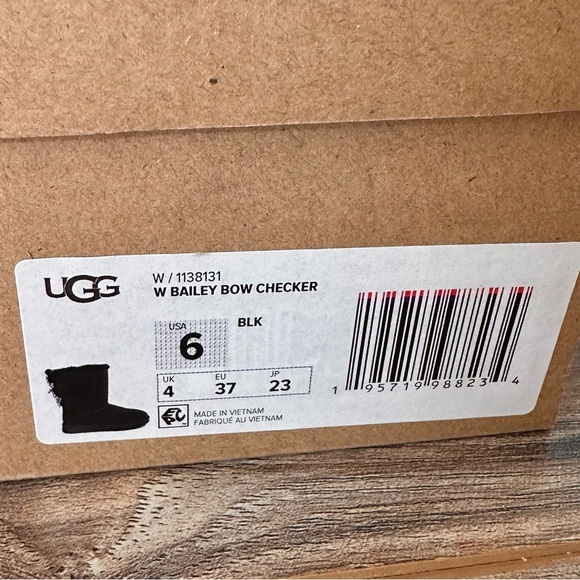 UGG
W / 1138131
W BAILEY BOW CHECKER
USA
6
BLK
UK EU JP
4 37 23
MADE IN VIETNAM
FABRIQUÉ AU VIETNAM
1 95719 98823 4